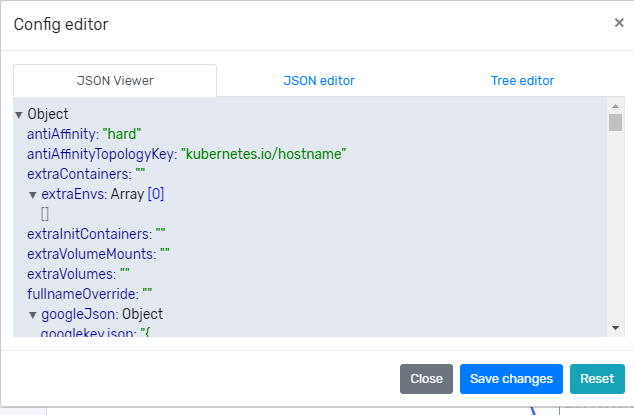 Config editor ×
JSON Viewer JSON editor Tree editor
▼ Object
antiAffinity: "hard"
antiAffinityTopologyKey: "kubernetes.io/hostname"
extraContainers: ""
▼ extraEnvs: Array [0]
[]
extraInitContainers: ""
extraVolumeMounts: ""
extraVolumes: ""
fullnameOverride: ""
▼ googleJson: Object
googlekey.json: "{
Close Save changes Reset